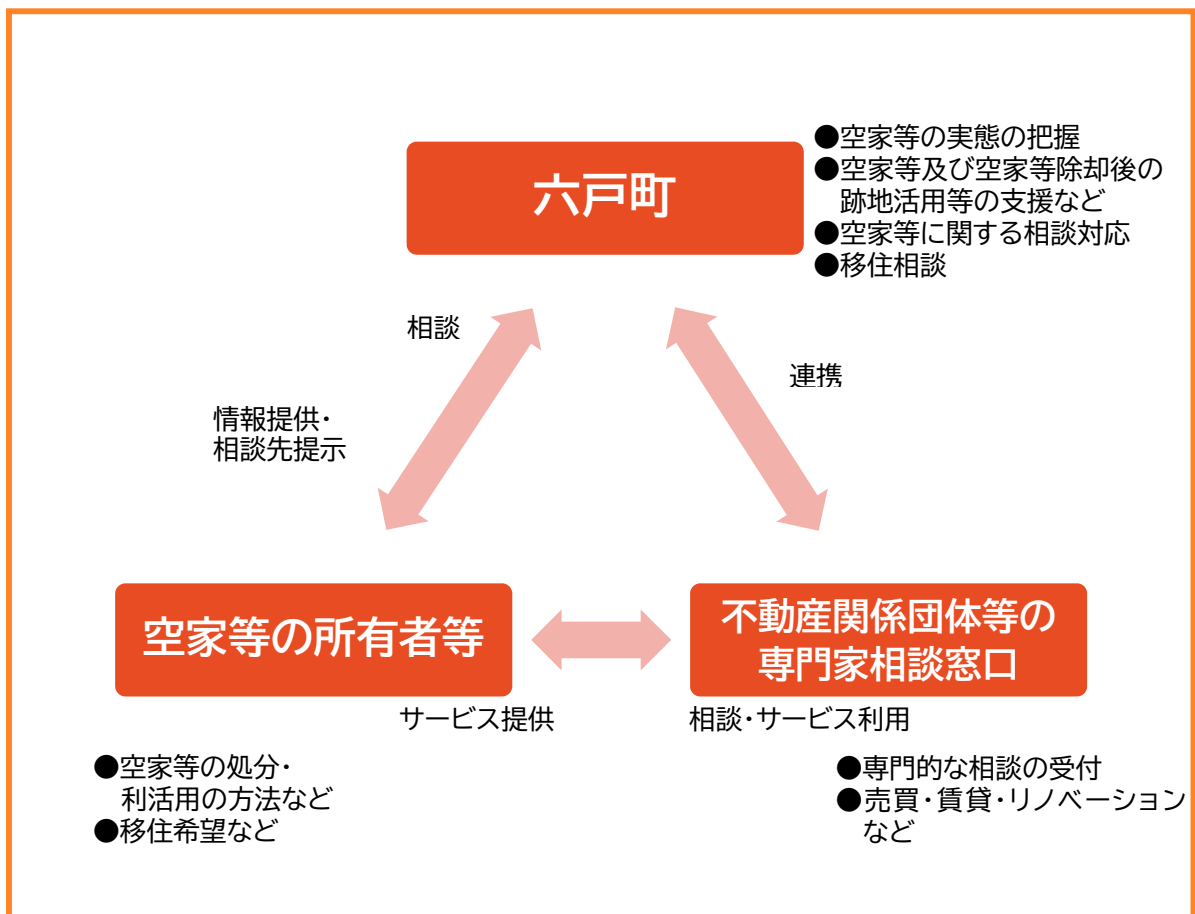 六戸町
●空家等の実態の把握
●空家等及び空家等除却後の
跡地活用等の支援など
●空家等に関する相談対応
●移住相談
相談
連携
情報提供・
相談先提示
空家等の所有者等
不動産関係団体等の
専門家相談窓口
サービス提供
相談・サービス利用
●空家等の処分・
利活用の方法など
●移住希望など
●専門的な相談の受付
●売買・賃貸・リノベーション
など